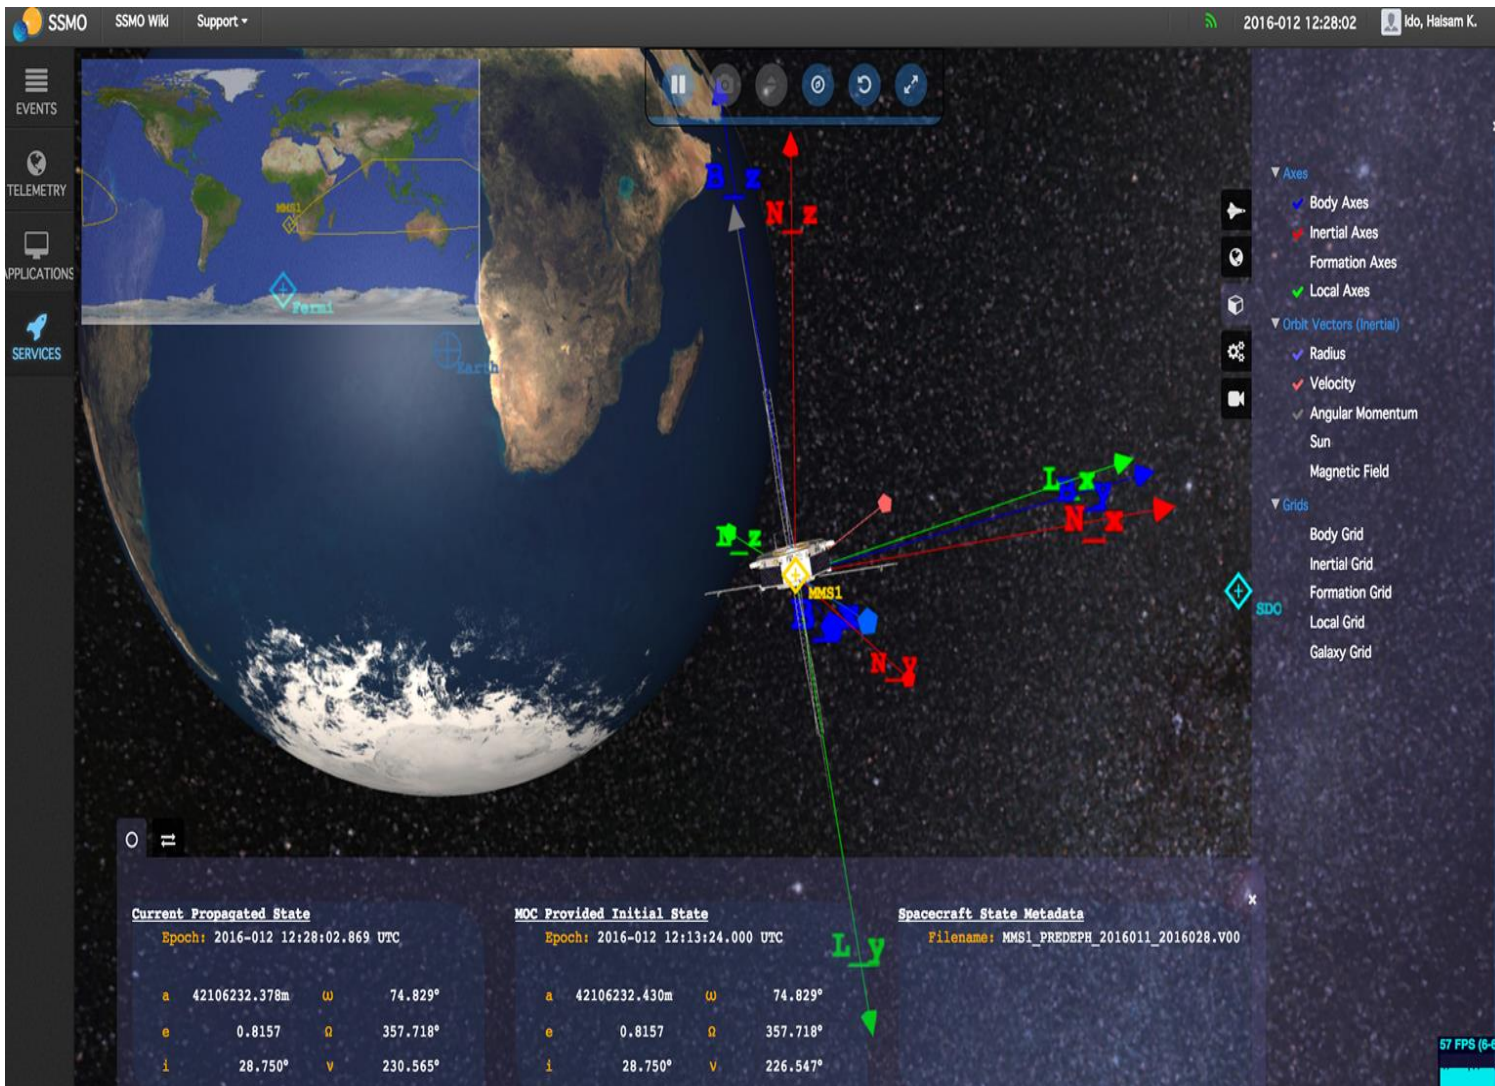 SSMO
SSMO Wiki
Support
2016-012 12:28:02
Ido, Haisam K.
EVENTS
TELEMETRY
APPLICATIONS
SERVICES
MMS1
Fermi
Earth
B_z
N_z
L_x
B_y
N_x
MMS1
N_y
L_y
SDO
Axes
Body Axes
Inertial Axes
Formation Axes
Local Axes
Orbit Vectors (Inertial)
Radius
Velocity
Angular Momentum
Sun
Magnetic Field
Grids
Body Grid
Inertial Grid
Formation Grid
Local Grid
Galaxy Grid
Current Propagated State
Epoch: 2016-012 12:28:02.869 UTC
a 42106232.378m ω 74.829°
e 0.8157 Ω 357.718°
i 28.750° ν 230.565°
MOC Provided Initial State
Epoch: 2016-012 12:13:24.000 UTC
a 42106232.430m ω 74.829°
e 0.8157 Ω 357.718°
i 28.750° ν 226.547°
Spacecraft State Metadata
Filename: MMS1_PREDEPH_2016011_2016028.V00
57 FPS (6-6